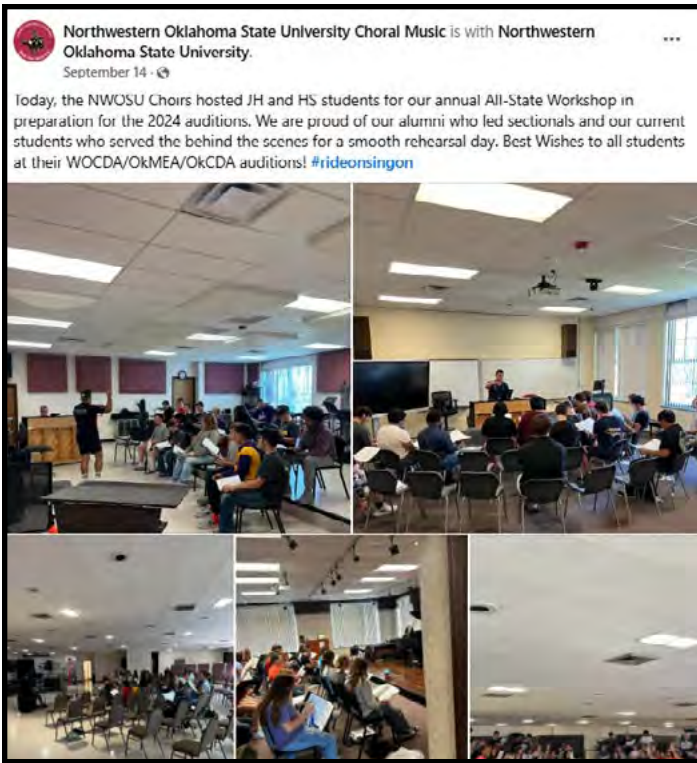 Northwestern Oklahoma State University Choral Music is with Northwestern
Oklahoma State University.
September 14 ·
Today, the NWOSU Choirs hosted JH and HS students for our annual All-State Workshop in
preparation for the 2024 auditions. We are proud of our alumni who led sectionals and our current
students who served the behind the scenes for a smooth rehearsal day. Best Wishes to all students
at their WOCDA/OkMEA/OkCDA auditions! #rideonsingon